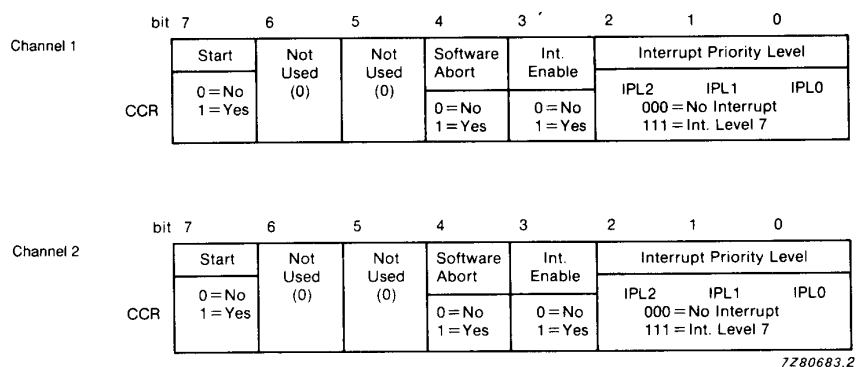 bit 7 6 5 4 3 2 1 0
Channel 1
Start Not Not Software Int. Interrupt Priority Level
Used Used Abort Enable
0=No (0) (0) IPL2 IPL1 IPL0
CCR 1=Yes 0=No 0=No 000=No Interrupt
1=Yes 1=Yes 111=Int. Level 7
bit 7 6 5 4 3 2 1 0
Channel 2
Start Not Not Software Int. Interrupt Priority Level
Used Used Abort Enable
0=No (0) (0) IPL2 IPL1 IPL0
CCR 1=Yes 0=No 0=No 000=No Interrupt
1=Yes 1=Yes 111=Int. Level 7
7Z80683.2